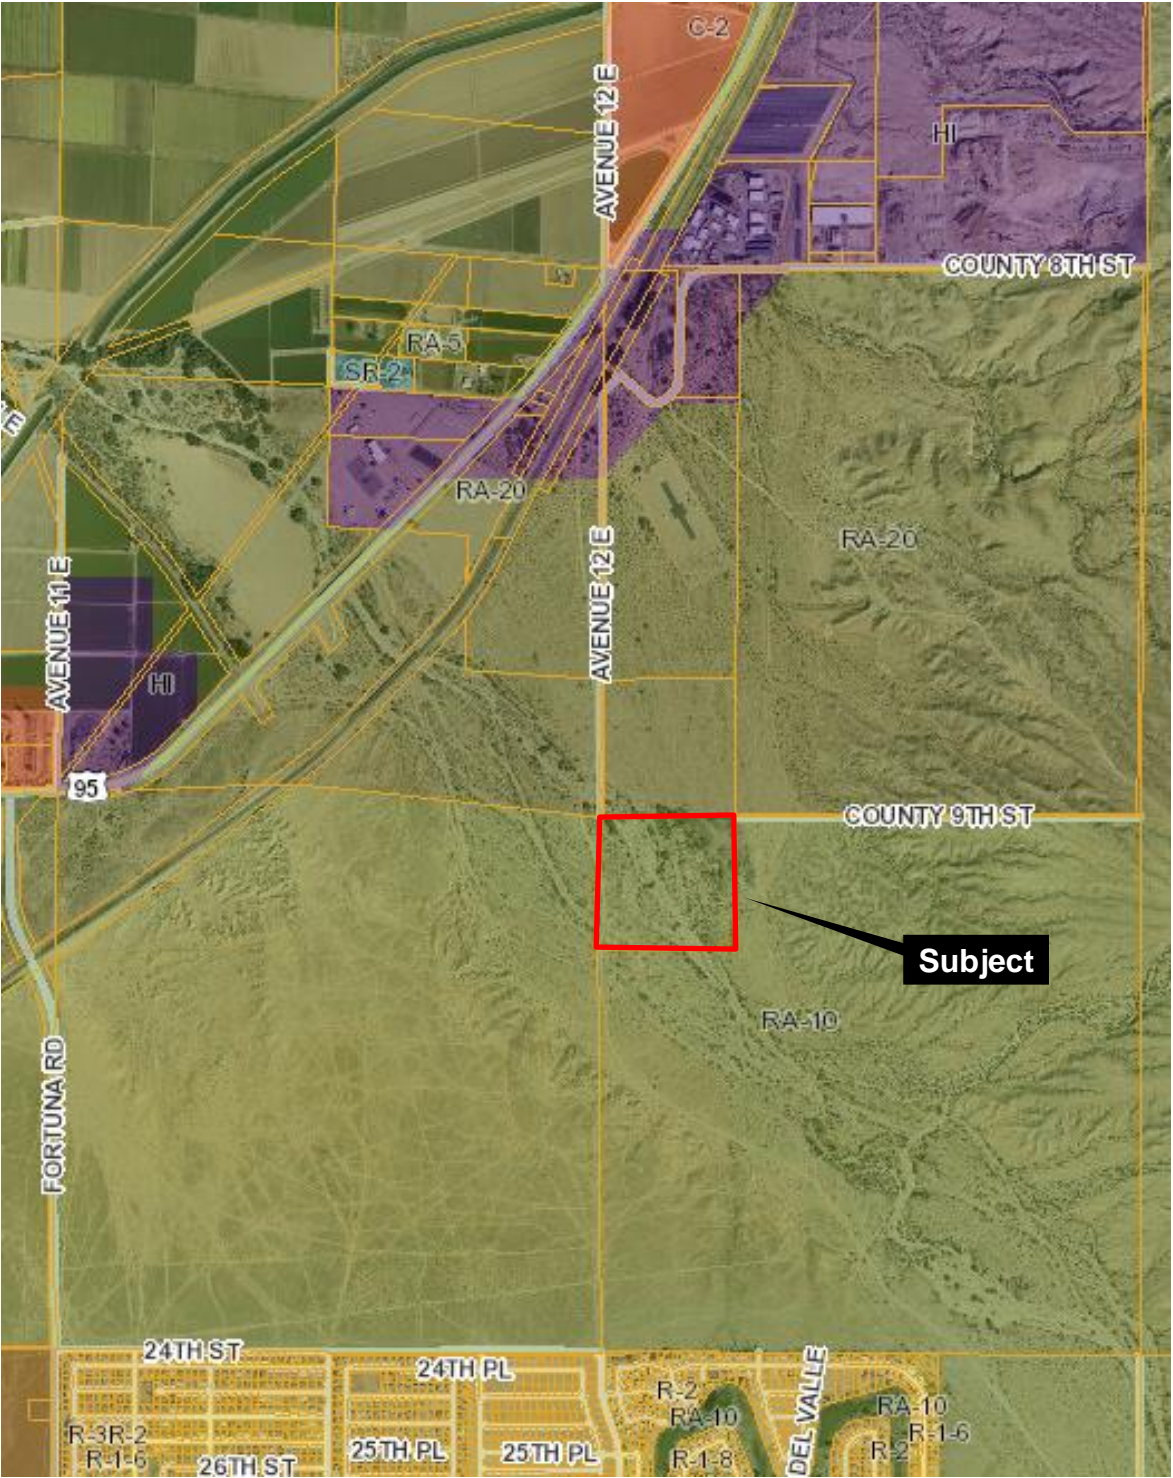 C-2
AVENUE 12 E
HI
COUNTY 8TH ST
RA-5
SR-2
E
RA-20
RA-20
AVENUE 12 E
AVENUE 11 E
HI
95
COUNTY 9TH ST
Subject
RA-10
FORTUNA RD
24TH ST
24TH PL
DEL VALLE
R-2
RA-10
RA-10
R-3R-2
R-1-6
R-1-6
25TH PL
25TH PL
R-1-8
R-2
26TH ST